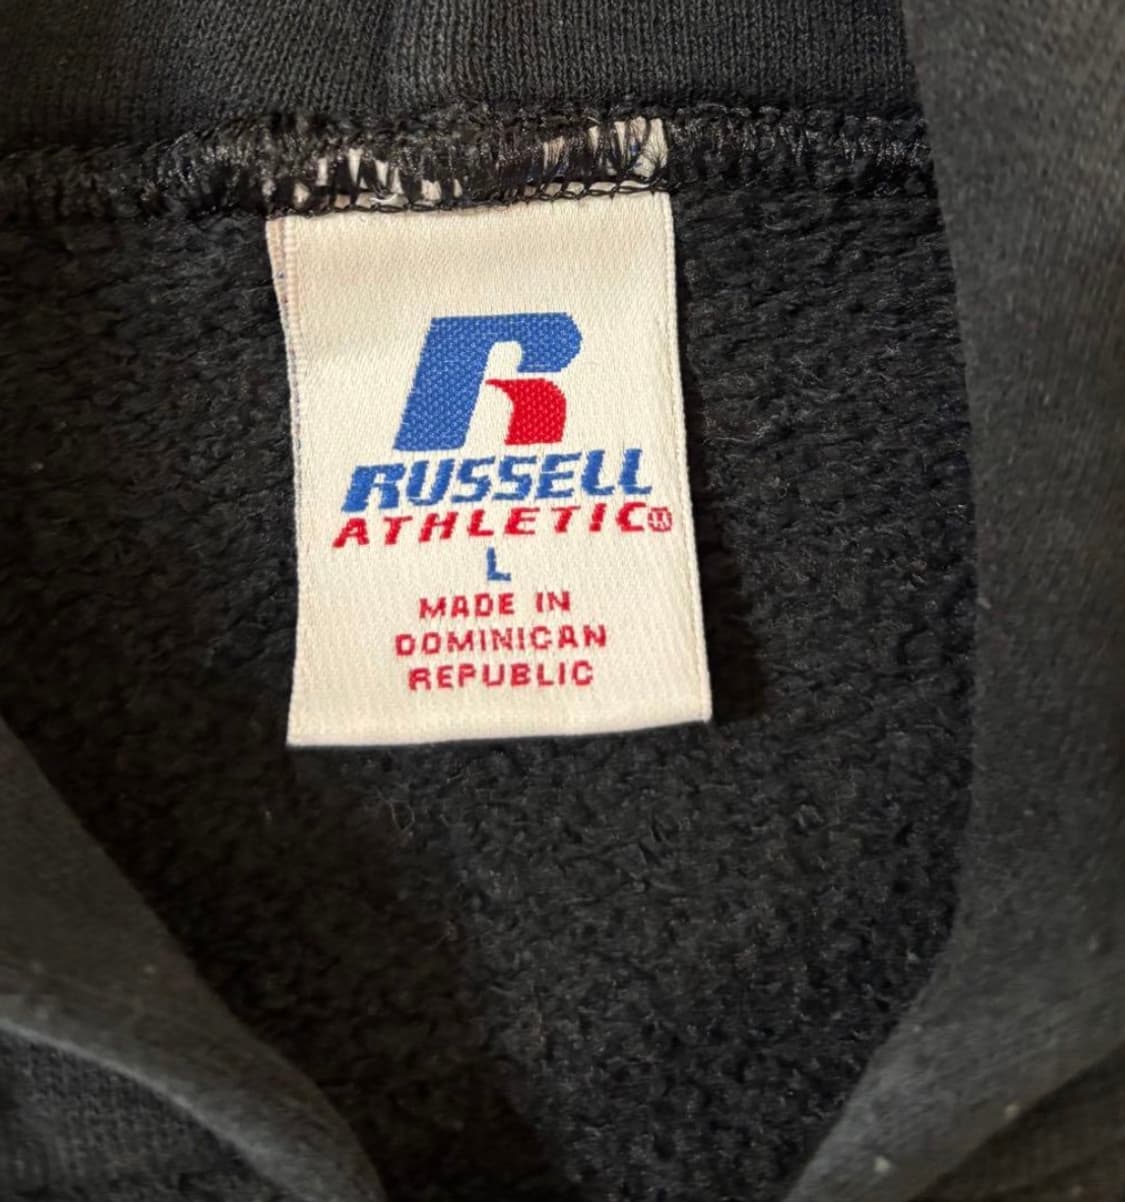 R
RUSSELL
ATHLETIC®
L
MADE IN
DOMINICAN
REPUBLIC